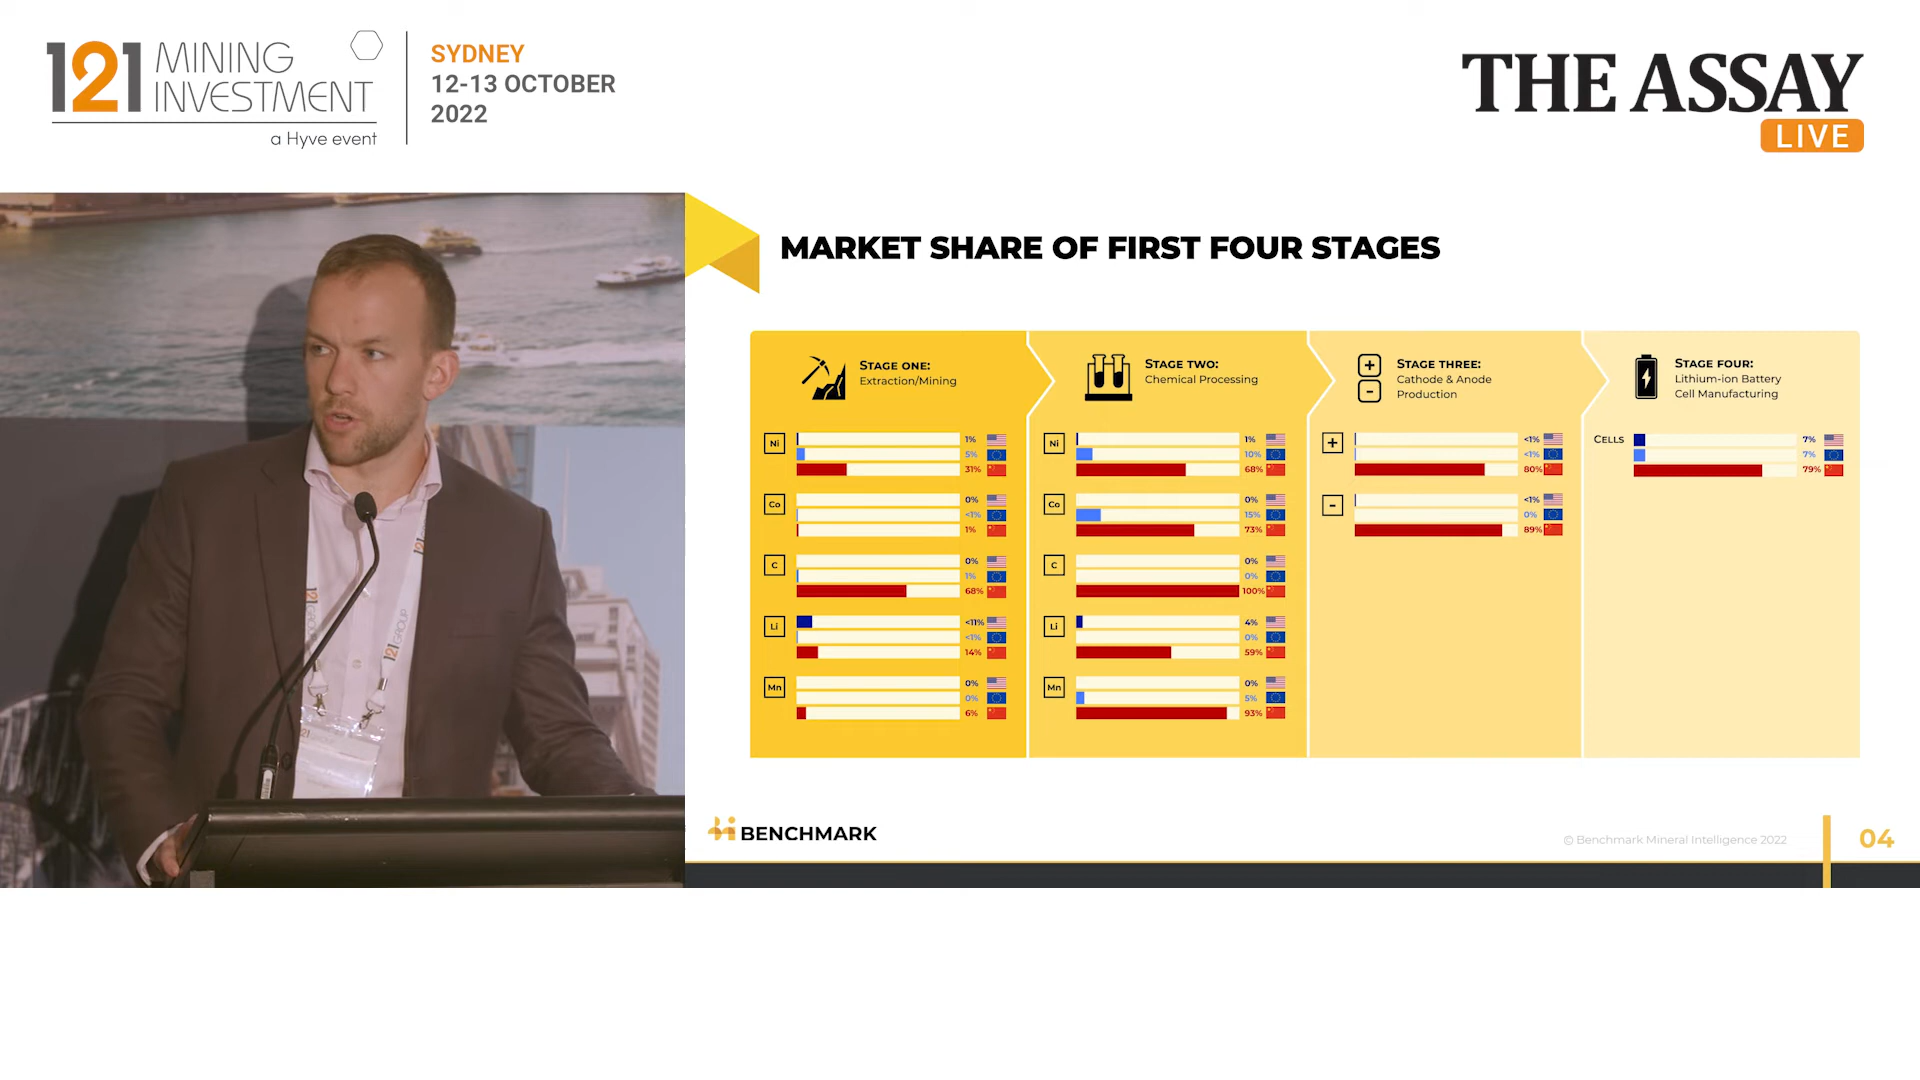 121 MINING
INVESTMENT
a Hyve event
SYDNEY
12-13 OCTOBER
2022
THE ASSAY
LIVE
MARKET SHARE OF FIRST FOUR STAGES
STAGE ONE:
Extraction/Mining
Ni
1%
5%
31%
Co
0%
<1%
1%
C
0%
1%
68%
Li
<11%
<1%
14%
Mn
0%
0%
6%
STAGE TWO:
Chemical Processing
Ni
1%
10%
68%
Co
0%
15%
73%
C
0%
0%
100%
Li
4%
0%
59%
Mn
0%
5%
93%
STAGE THREE:
Cathode & Anode
Production
+
-
+
<1%
<1%
80%
-
<1%
0%
89%
STAGE FOUR:
Lithium-ion Battery
Cell Manufacturing
CELLS
7%
7%
79%
121
121GROUP
BENCHMARK
© Benchmark Mineral Intelligence 2022
04